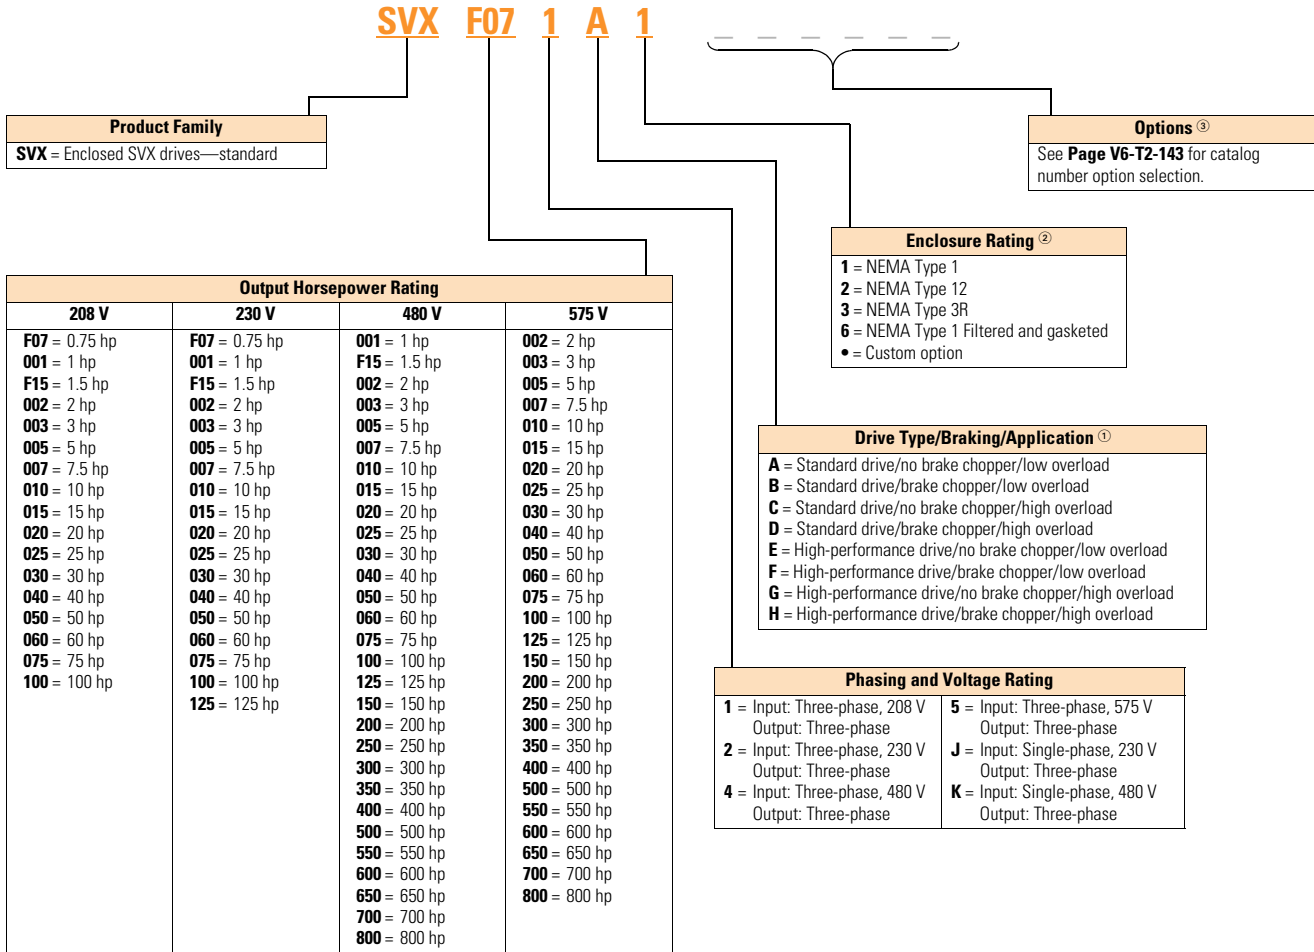 SVX F07 1 A 1 _ _ _ _ _ _
Product Family
SVX = Enclosed SVX drives—standard
Options ③
See Page V6-T2-143 for catalog
number option selection.
Enclosure Rating ②
1 = NEMA Type 1
2 = NEMA Type 12
3 = NEMA Type 3R
6 = NEMA Type 1 Filtered and gasketed
• = Custom option
Output Horsepower Rating
208 V
F07 = 0.75 hp
001 = 1 hp
F15 = 1.5 hp
002 = 2 hp
003 = 3 hp
005 = 5 hp
007 = 7.5 hp
010 = 10 hp
015 = 15 hp
020 = 20 hp
025 = 25 hp
030 = 30 hp
040 = 40 hp
050 = 50 hp
060 = 60 hp
075 = 75 hp
100 = 100 hp
230 V
F07 = 0.75 hp
001 = 1 hp
F15 = 1.5 hp
002 = 2 hp
003 = 3 hp
005 = 5 hp
007 = 7.5 hp
010 = 10 hp
015 = 15 hp
020 = 20 hp
025 = 25 hp
030 = 30 hp
040 = 40 hp
050 = 50 hp
060 = 60 hp
075 = 75 hp
100 = 100 hp
125 = 125 hp
480 V
001 = 1 hp
F15 = 1.5 hp
002 = 2 hp
003 = 3 hp
005 = 5 hp
007 = 7.5 hp
010 = 10 hp
015 = 15 hp
020 = 20 hp
025 = 25 hp
030 = 30 hp
040 = 40 hp
050 = 50 hp
060 = 60 hp
075 = 75 hp
100 = 100 hp
125 = 125 hp
150 = 150 hp
200 = 200 hp
250 = 250 hp
300 = 300 hp
350 = 350 hp
400 = 400 hp
500 = 500 hp
550 = 550 hp
600 = 600 hp
650 = 650 hp
700 = 700 hp
800 = 800 hp
575 V
002 = 2 hp
003 = 3 hp
005 = 5 hp
007 = 7.5 hp
010 = 10 hp
015 = 15 hp
020 = 20 hp
025 = 25 hp
030 = 30 hp
040 = 40 hp
050 = 50 hp
060 = 60 hp
075 = 75 hp
100 = 100 hp
125 = 125 hp
150 = 150 hp
200 = 200 hp
250 = 250 hp
300 = 300 hp
350 = 350 hp
400 = 400 hp
500 = 500 hp
550 = 550 hp
600 = 600 hp
650 = 650 hp
700 = 700 hp
800 = 800 hp
Drive Type/Braking/Application ①
A = Standard drive/no brake chopper/low overload
B = Standard drive/brake chopper/low overload
C = Standard drive/no brake chopper/high overload
D = Standard drive/brake chopper/high overload
E = High-performance drive/no brake chopper/low overload
F = High-performance drive/brake chopper/low overload
G = High-performance drive/no brake chopper/high overload
H = High-performance drive/brake chopper/high overload
Phasing and Voltage Rating
1 = Input: Three-phase, 208 V
Output: Three-phase
2 = Input: Three-phase, 230 V
Output: Three-phase
4 = Input: Three-phase, 480 V
Output: Three-phase
5 = Input: Three-phase, 575 V
Output: Three-phase
J = Input: Single-phase, 230 V
Output: Three-phase
K = Input: Single-phase, 480 V
Output: Three-phase